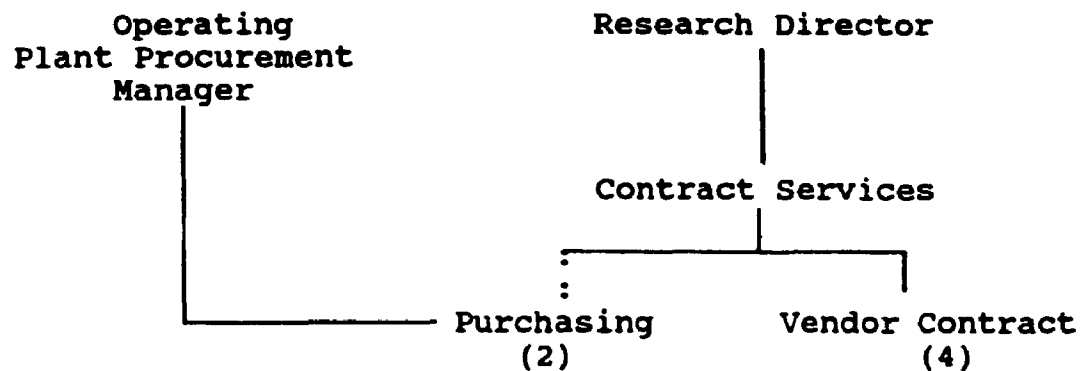 Operating
Plant Procurement
Manager
Research Director
Contract Services
Purchasing
(2)
Vendor Contract
(4)